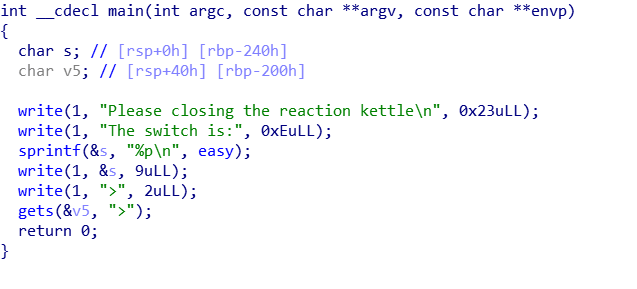 int __cdecl main(int argc, const char **argv, const char **envp)
{
  char s; // [rsp+0h] [rbp-240h]
  char v5; // [rsp+40h] [rbp-200h]

  write(1, "Please closing the reaction kettle\n", 0x23uLL);
  write(1, "The switch is:", 0xEuLL);
  sprintf(&s, "%p\n", easy);
  write(1, &s, 9uLL);
  write(1, ">", 2uLL);
  gets(&v5, ">");
  return 0;
}